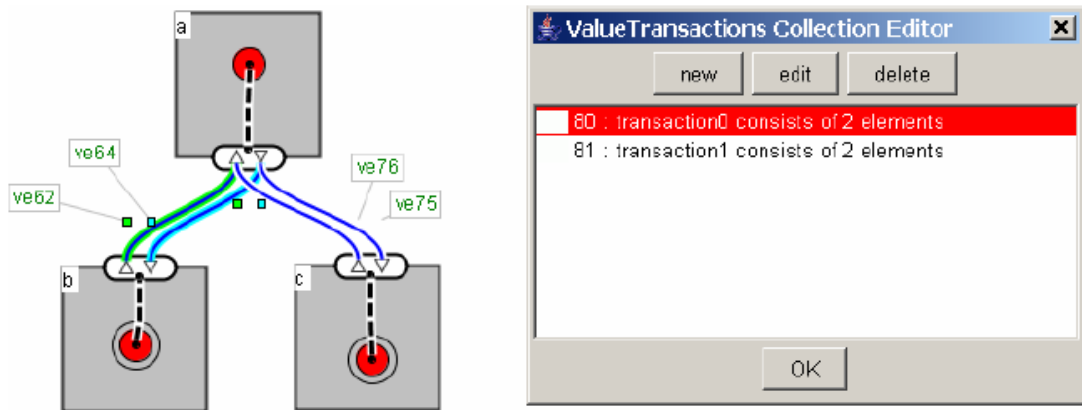 a
ve64
ve62
ve76
ve75
b
c
ValueTransactions Collection Editor
new edit delete
80 : transaction0 consists of 2 elements
81 : transaction1 consists of 2 elements
OK